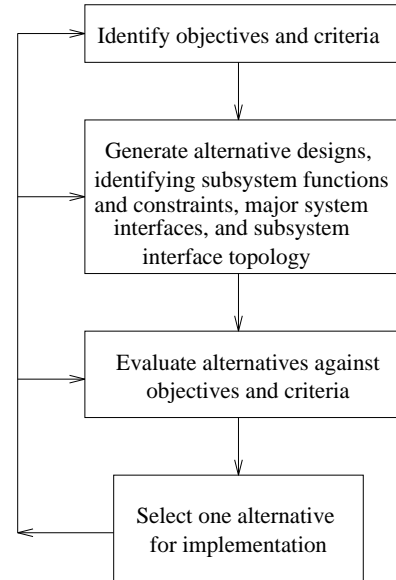 Identify objectives and criteria
Generate alternative designs,
identifying subsystem functions
and constraints, major system
interfaces, and subsystem
interface topology
Evaluate alternatives against
objectives and criteria
Select one alternative
for implementation